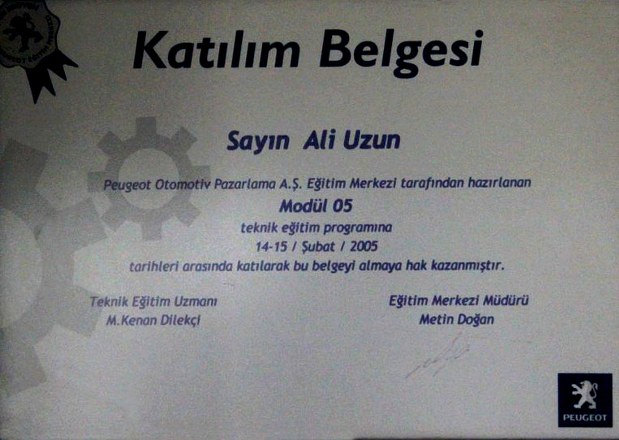 Katılım Belgesi
Sayın Ali Uzun
Peugeot Otomotiv Pazarlama A.Ş. Eğitim Merkezi tarafından hazırlanan
Modül 05
teknik eğitim programına
14-15 / Şubat / 2005
tarihleri arasında katılarak bu belgeyi almaya hak kazanmıştır.
Teknik Eğitim Uzmanı
M.Kenan Dilekçi
Eğitim Merkezi Müdürü
Metin Doğan
PEUGEOT